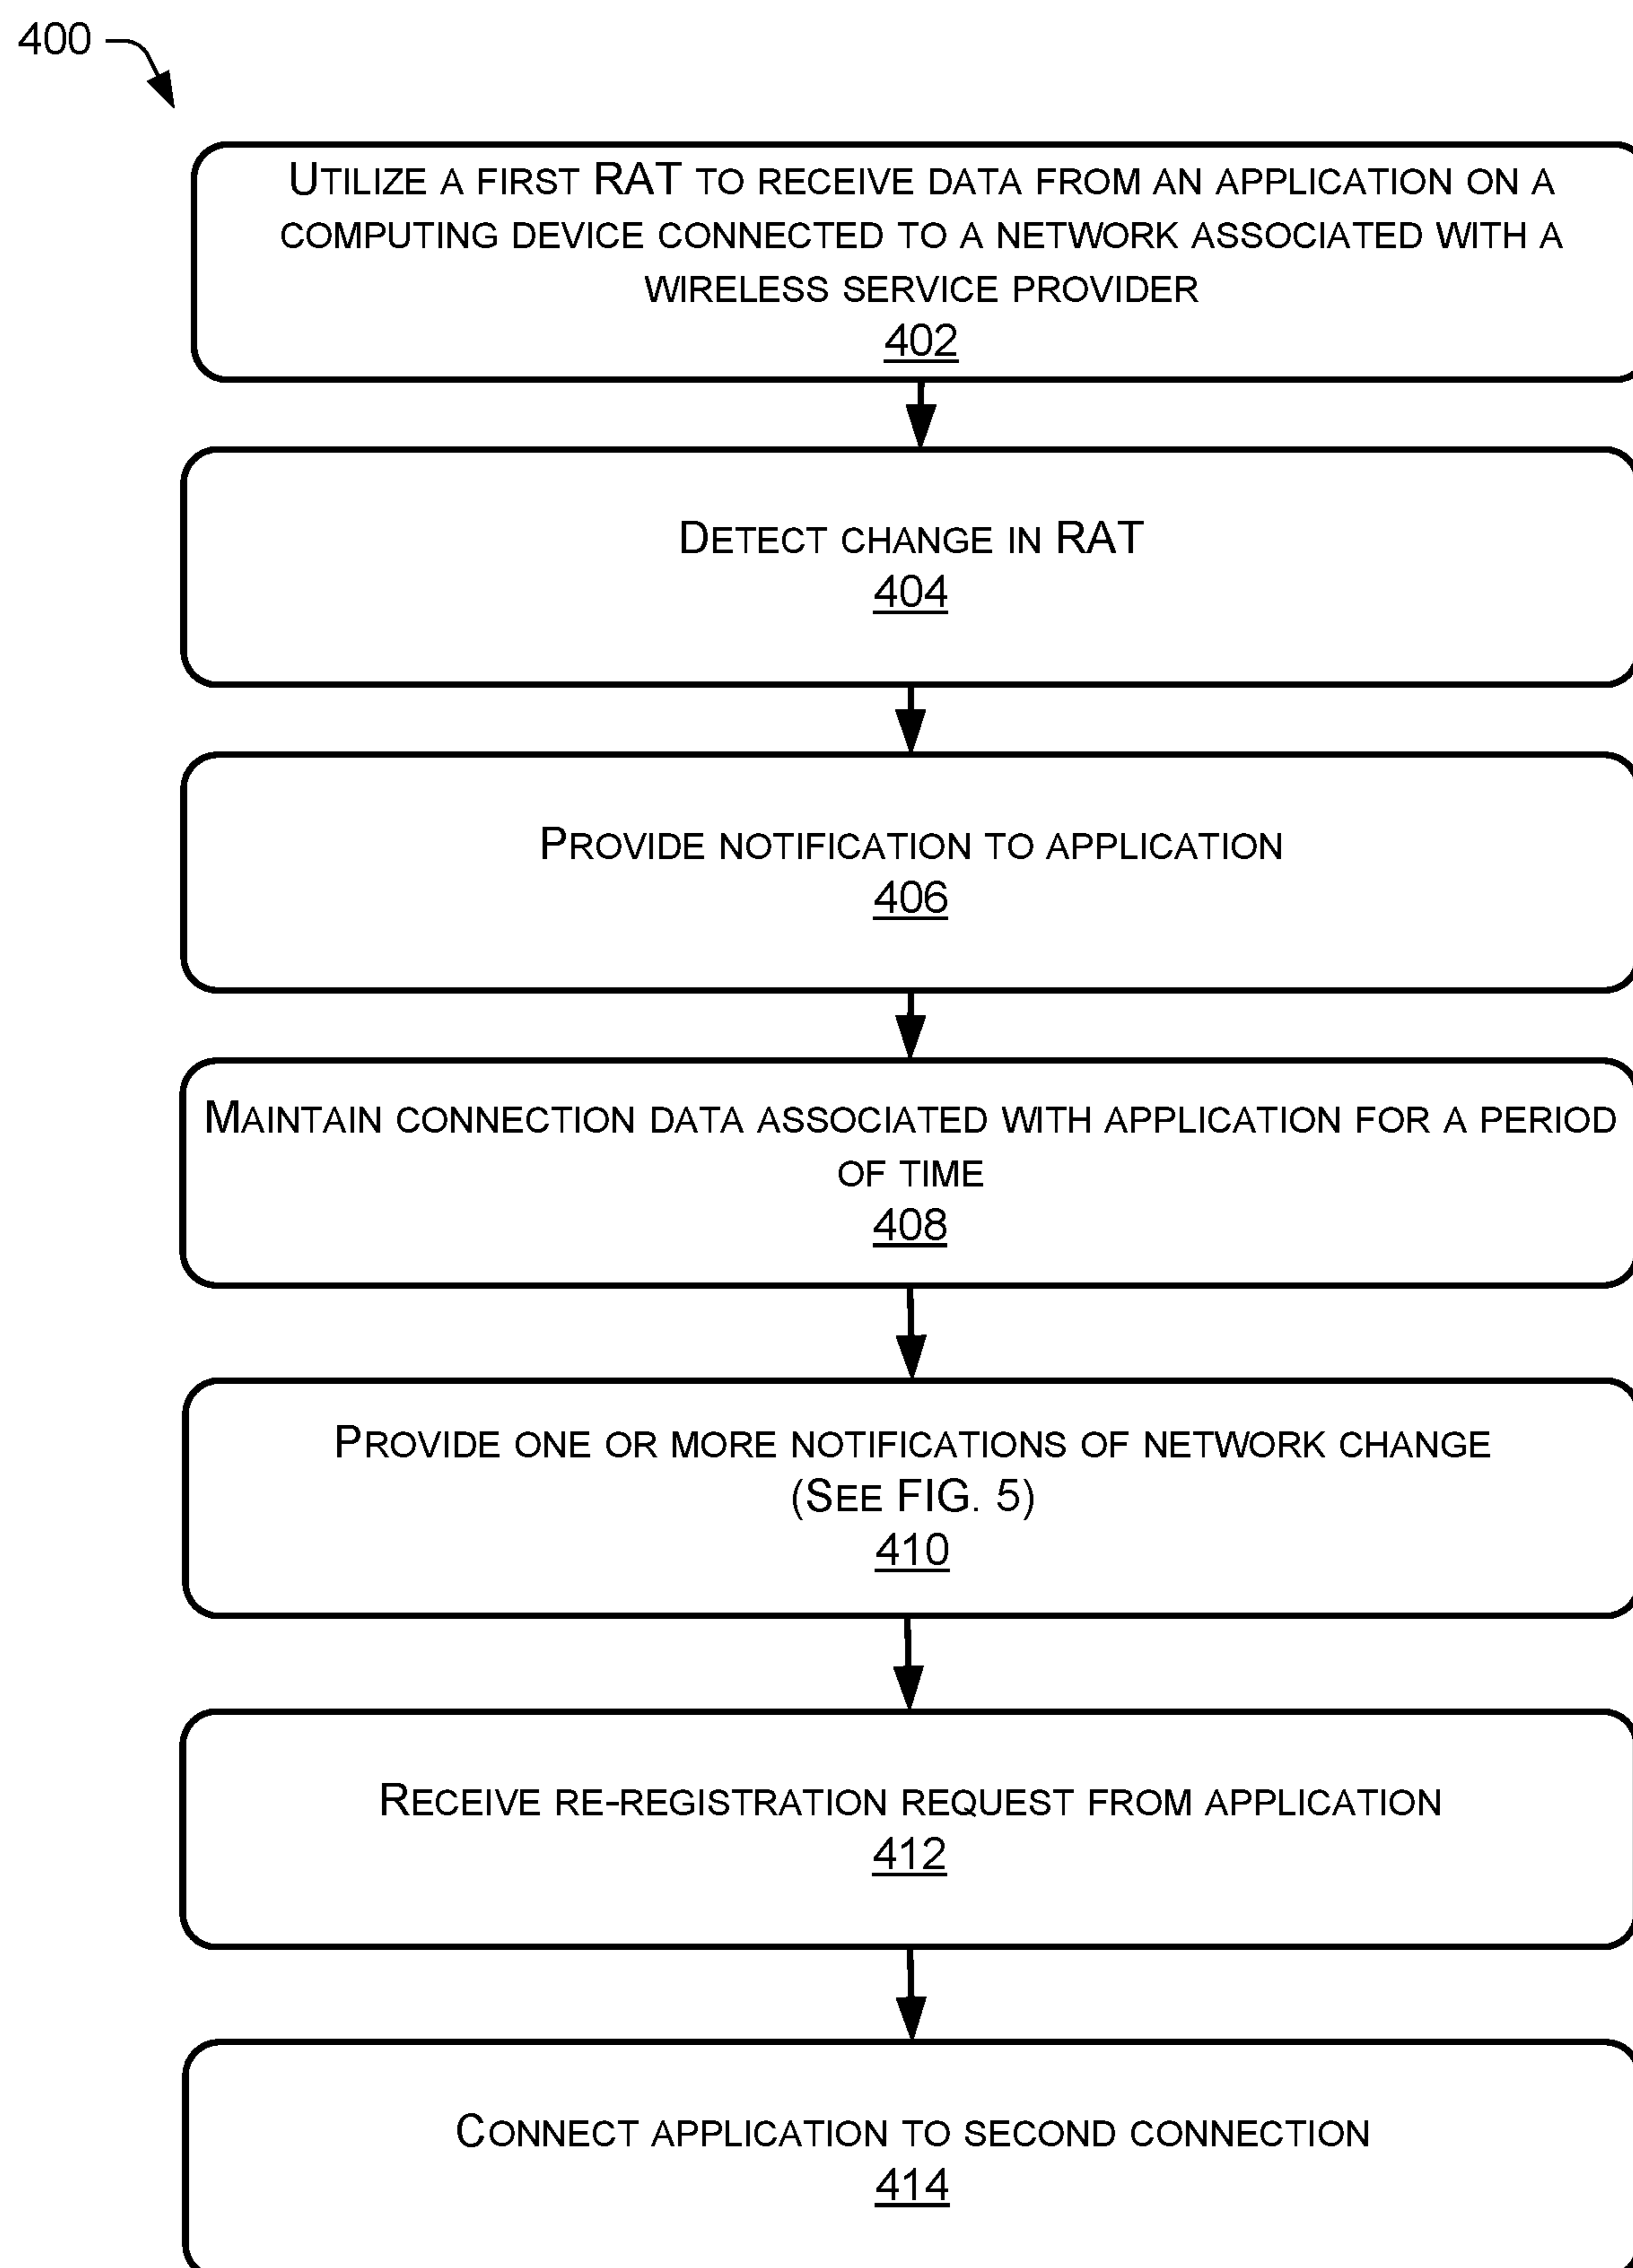 400
UTILIZE A FIRST RAT TO RECEIVE DATA FROM AN APPLICATION ON A
COMPUTING DEVICE CONNECTED TO A NETWORK ASSOCIATED WITH A
WIRELESS SERVICE PROVIDER
402
DETECT CHANGE IN RAT
404
PROVIDE NOTIFICATION TO APPLICATION
406
MAINTAIN CONNECTION DATA ASSOCIATED WITH APPLICATION FOR A PERIOD
OF TIME
408
PROVIDE ONE OR MORE NOTIFICATIONS OF NETWORK CHANGE
(SEE FIG. 5)
410
RECEIVE RE-REGISTRATION REQUEST FROM APPLICATION
412
CONNECT APPLICATION TO SECOND CONNECTION
414